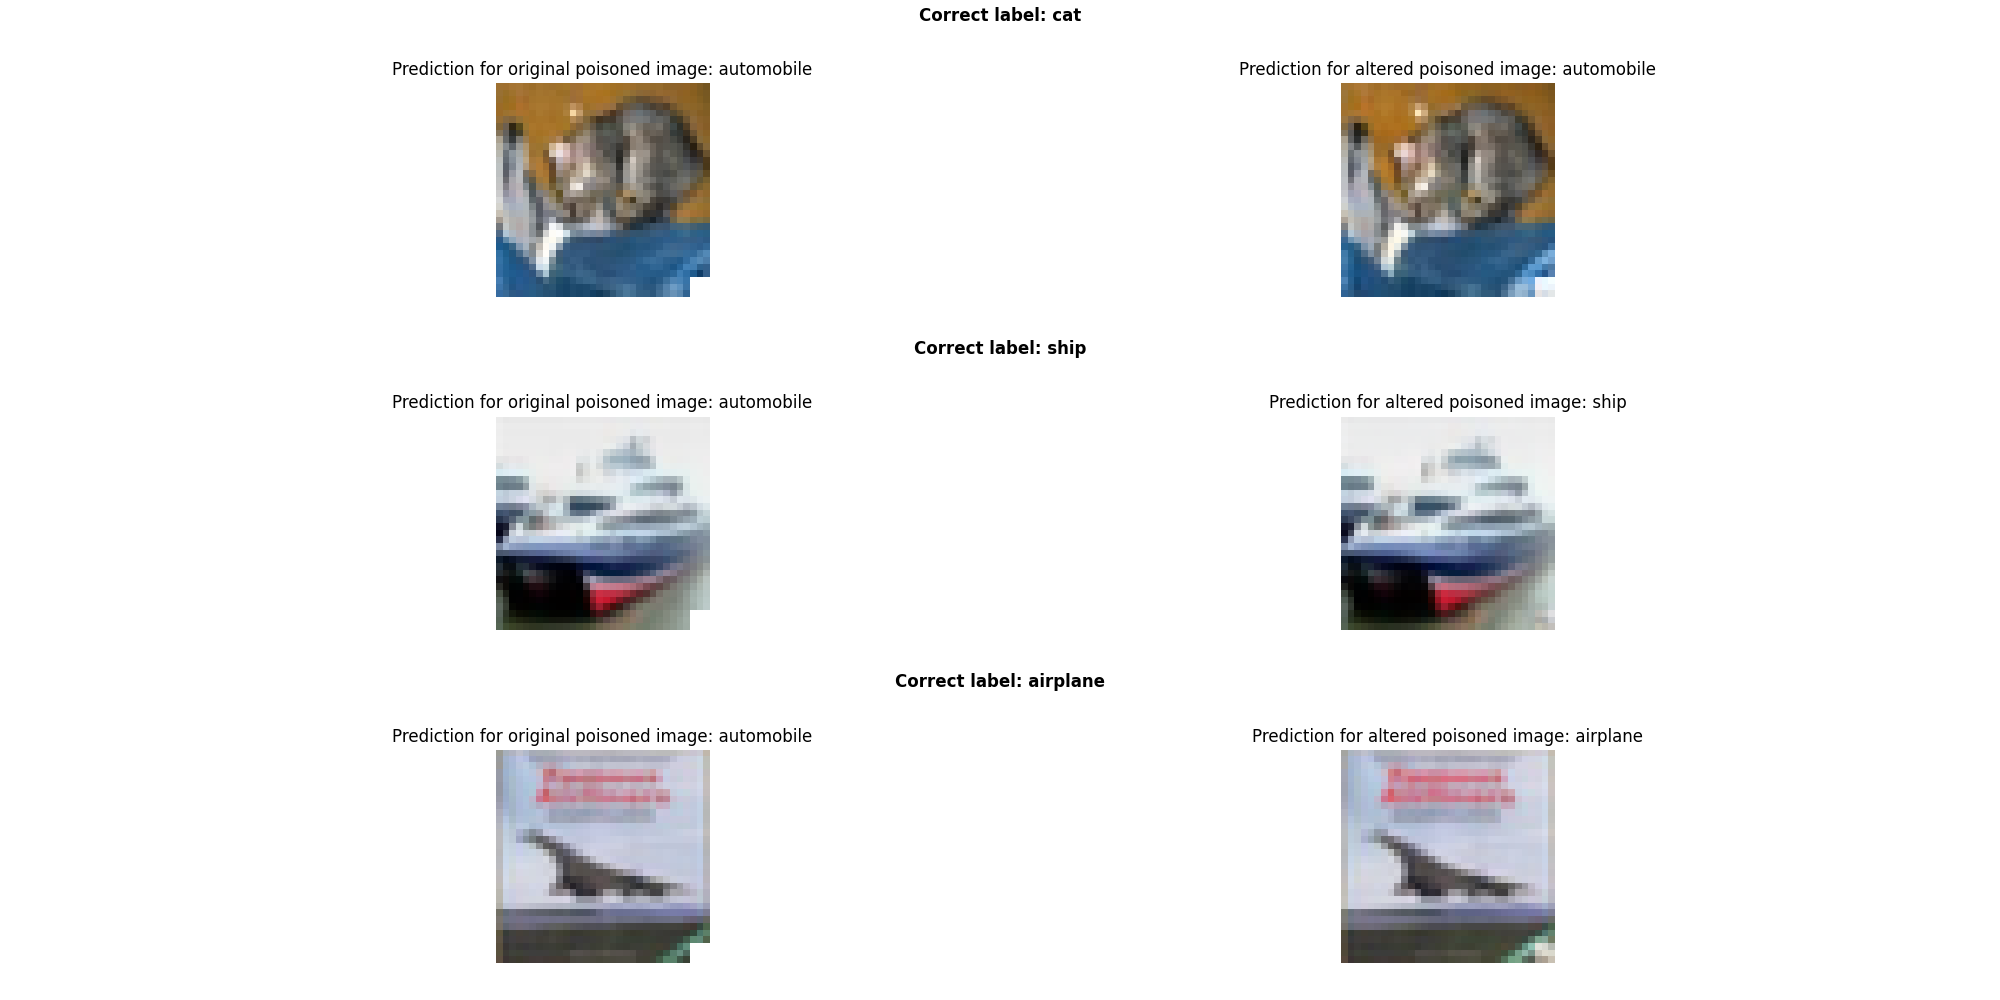 Correct label: cat
Prediction for original poisoned image: automobile
Prediction for altered poisoned image: automobile
Correct label: ship
Prediction for original poisoned image: automobile
Prediction for altered poisoned image: ship
Correct label: airplane
Prediction for original poisoned image: automobile
Prediction for altered poisoned image: airplane